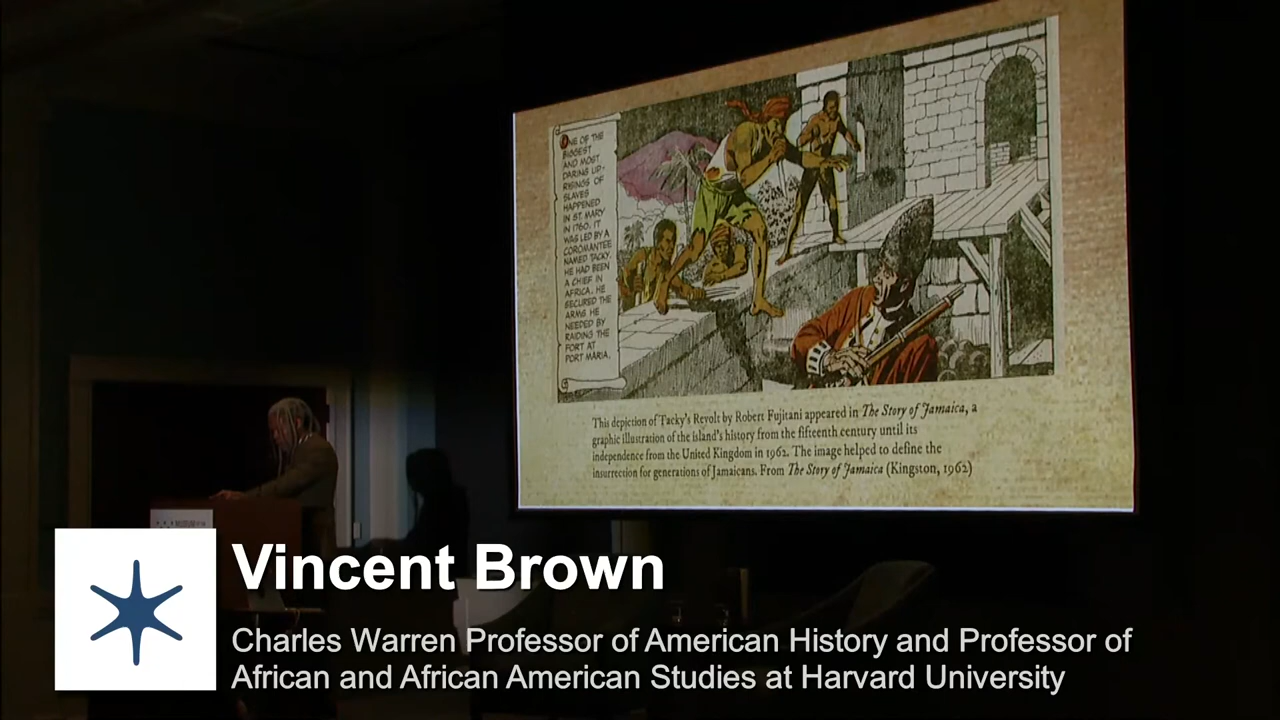 ONE OF THE
BIGGEST
AND MOST
DARING UP-
RISINGS OF
SLAVES
HAPPENED
IN ST. MARY
IN 1760. IT
WAS LED BY A
COROMANTEE
NAMED TACKY.
HE HAD BEEN
A CHIEF IN
AFRICA. HE
SECURED THE
ARMS HE
NEEDED BY
RAIDING THE
FORT AT
PORT MARIA.
This depiction of Tacky's Revolt by Robert Fujitani appeared in The Story of Jamaica, a
graphic illustration of the island's history from the fifteenth century until its
independence from the United Kingdom in 1962. The image helped to define the
insurrection for generations of Jamaicans. From The Story of Jamaica (Kingston, 1962)
Vincent Brown
Charles Warren Professor of American History and Professor of
African and African American Studies at Harvard University